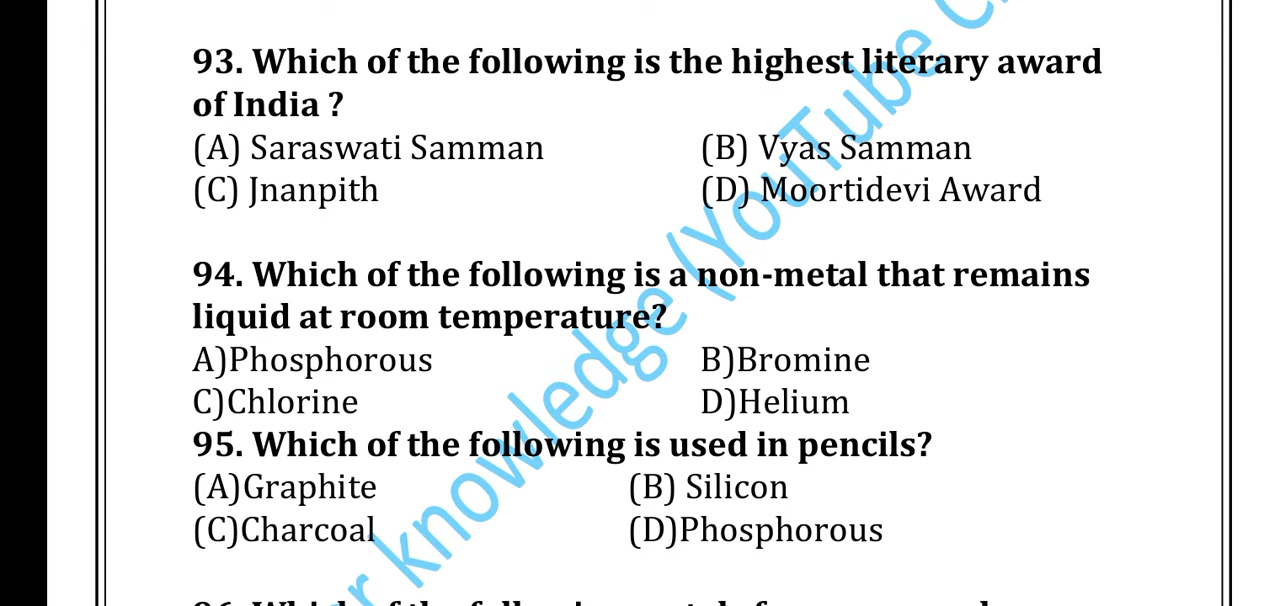 93. Which of the following is the highest literary award
of India ?
(A) Saraswati Samman (B) Vyas Samman
(C) Jnanpith (D) Moortidevi Award
94. Which of the following is a non-metal that remains
liquid at room temperature?
A)Phosphorous B)Bromine
C)Chlorine D)Helium
95. Which of the following is used in pencils?
(A)Graphite (B) Silicon
(C)Charcoal (D)Phosphorous
knowledge (YouTube